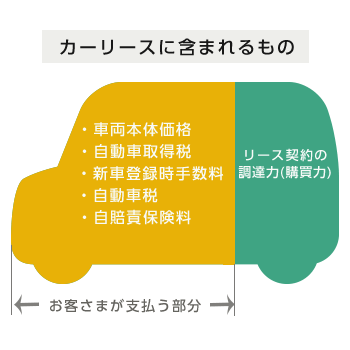 カーリースに含まれるもの
・車両本体価格
・自動車取得税
・新車登録時手数料
・自動車税
・自賠責保険料
リース契約の
調達力(購買力)
お客さまが支払う部分